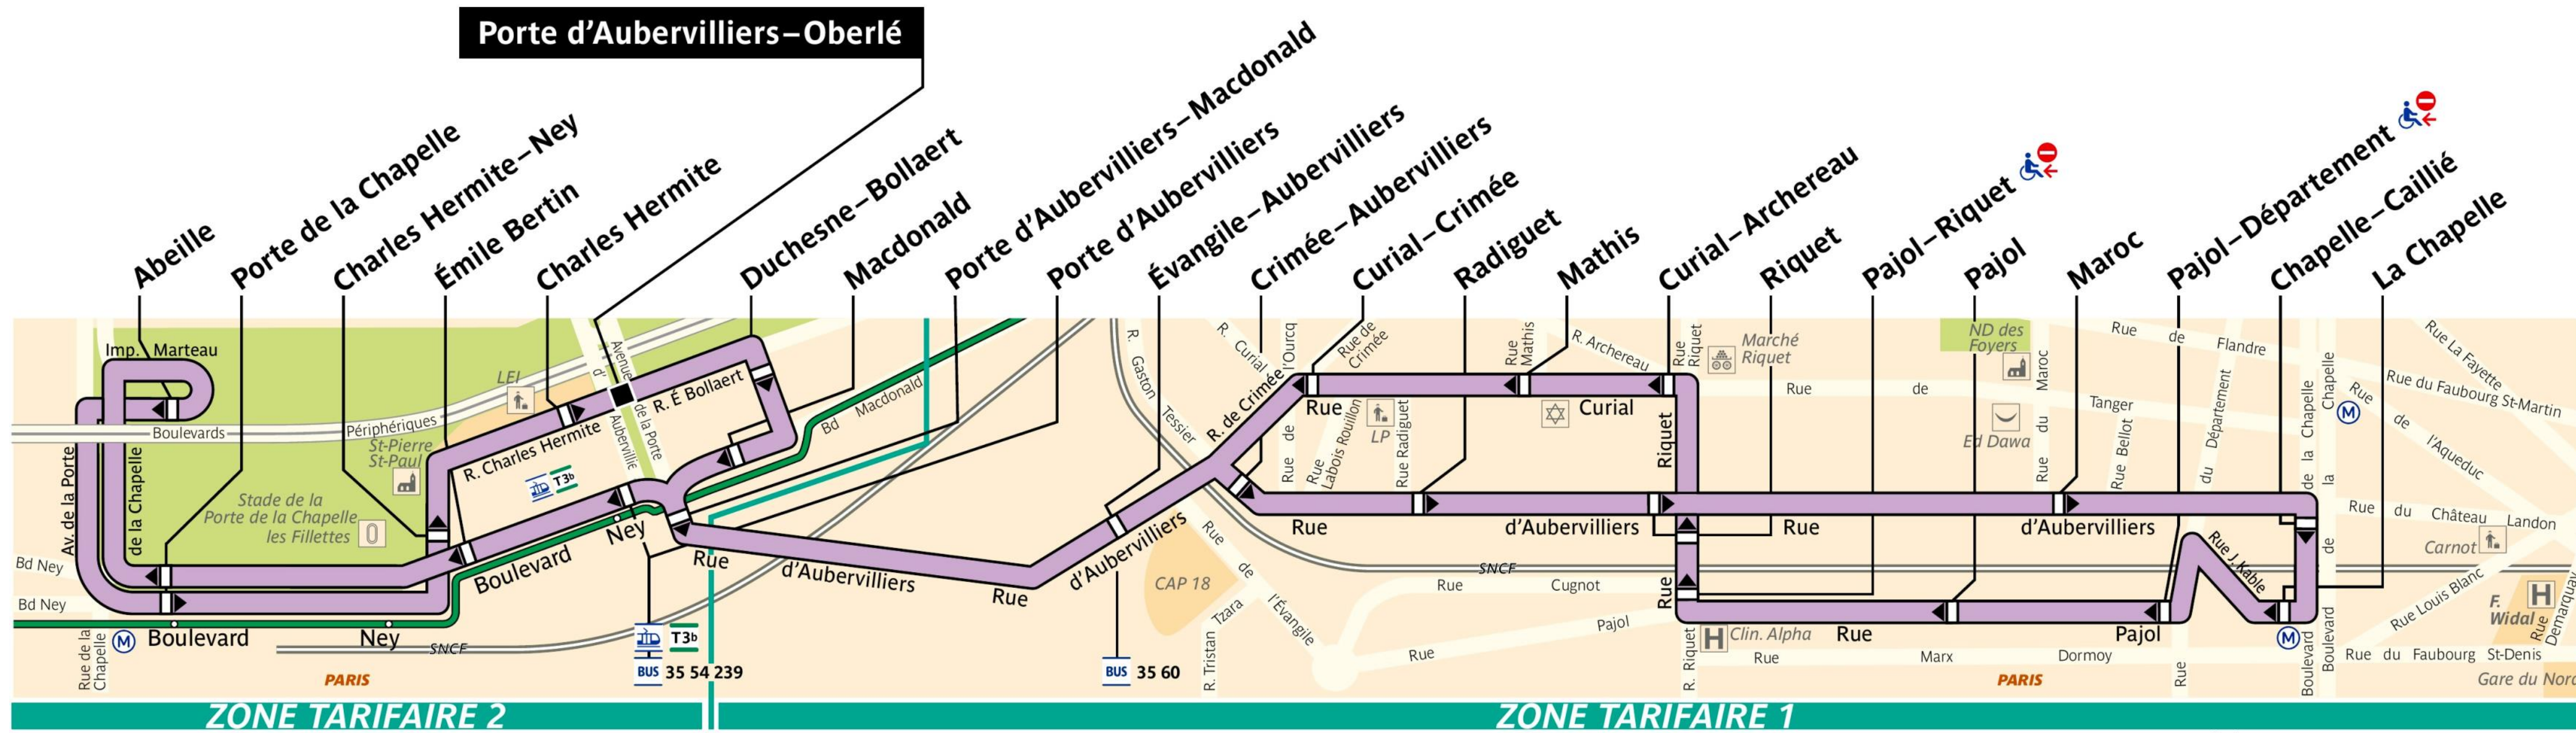 Porte d'Aubervilliers–Oberlé
Abeille
Porte de la Chapelle
Charles Hermite–Ney
Émile Bertin
Charles Hermite
Duchesne–Bollaert
Macdonald
Porte d'Aubervilliers–Macdonald
Porte d'Aubervilliers
Évangile–Aubervilliers
Crimée–Aubervilliers
Curial–Crimée
Radiguet
Mathis
Curial–Archereau
Riquet
Pajol–Riquet
Pajol
Maroc
Pajol–Département
Chapelle–Caillié
La Chapelle
Imp. Marteau
Boulevards
Périphériques
LEI
St-Pierre
St-Paul
Av. de la Porte
de la Chapelle
Stade de la
Porte de la Chapelle
les Fillettes
R. Charles Hermite
T3b
Avenue
d'
Aubervilliers
de la Porte
R. É Bollaert
Bd
Macdonald
Bd Ney
Bd Ney
Boulevard
Ney
Boulevard
Ney
Rue de la
Chapelle
M
SNCF
PARIS
T3b
BUS 35 54 239
Rue
d'Aubervilliers
Rue
d'Aubervilliers
BUS 35 60
CAP 18
R. Gaston
Tessier
R. Curial
l'Ourcq
Rue de
Crimée
R. de Crimée
Rue
Rue de
Rue
Labois Rouillon
LP
Rue Radiguet
Rue
Mathis
R. Archereau
Curial
Rue
Riquet
Riquet
Marché
Riquet
Rue
de
Tanger
ND des
Foyers
Ed Dawa
Maroc
du
Rue
Rue Bellot
Rue
de
Flandre
Département
du
Rue
Chapelle
de la
Boulevard
Chapelle
la
de
Boulevard
M
Rue La Fayette
Rue du Faubourg St-Martin
Rue
de
l'Aqueduc
Rue
d'Aubervilliers
Rue
d'Aubervilliers
Rue du Château Landon
Carnot
Rue
de
l'Évangile
R. Tristan
Tzara
SNCF
Rue
Cugnot
Rue
Pajol
Rue
R. Riquet
H
Clin. Alpha
Rue
Pajol
Rue J. Kable
Rue
Marx
Dormoy
PARIS
M
Rue Louis Blanc
F.
Widal
H
Rue
Demarquay
Rue du Faubourg St-Denis
Gare du Nord
ZONE TARIFAIRE 2
ZONE TARIFAIRE 1